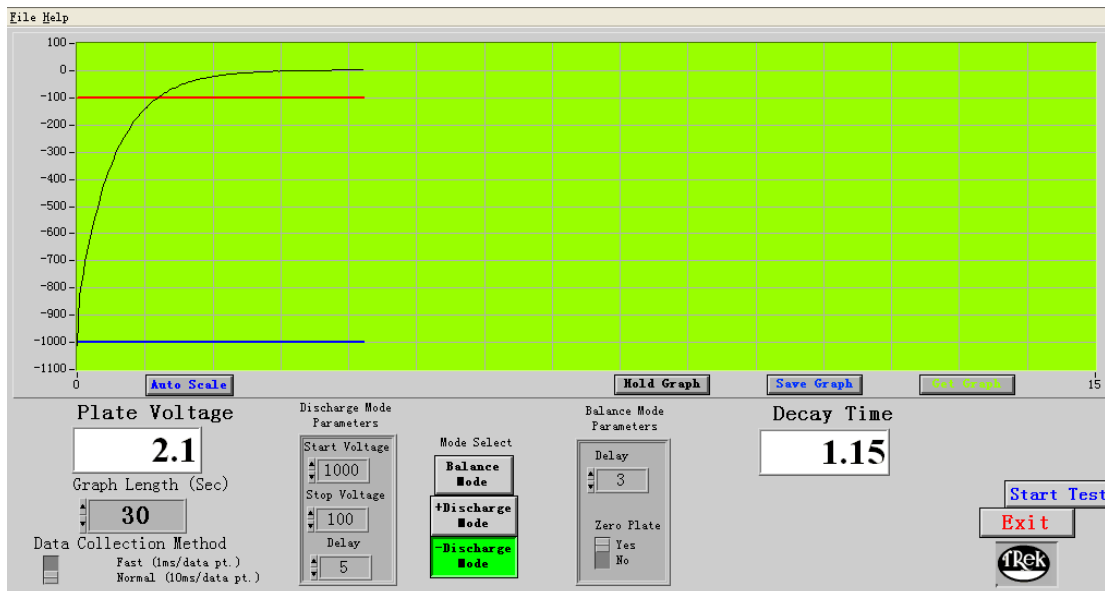 File Help
100
0
-100
-200
-300
-400
-500
-600
-700
-800
-900
-1000
-1100
0
Auto Scale
Hold Graph
Save Graph
Get Graph
15
Plate Voltage
2.1
Graph Length (Sec)
30
Data Collection Method
Fast (1ms/data pt.)
Normal (10ms/data pt.)
Discharge Mode
Parameters
Start Voltage
1000
Stop Voltage
100
Delay
5
Mode Select
Balance
Mode
+Discharge
Mode
-Discharge
Mode
Balance Mode
Parameters
Delay
3
Zero Plate
Yes
No
Decay Time
1.15
Start Test
Exit
TRek